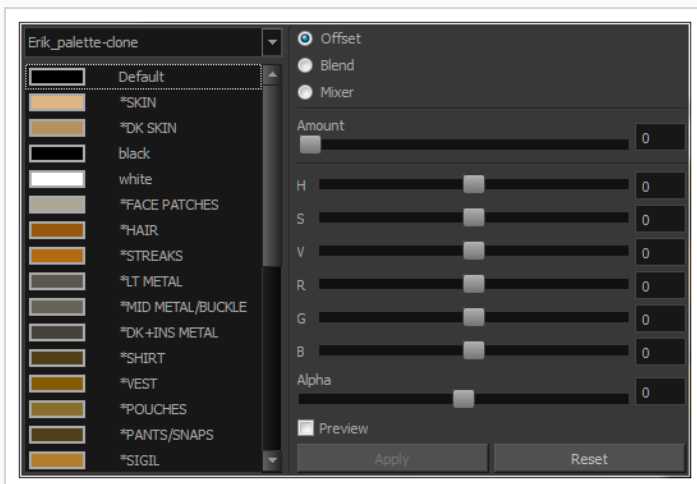 Erik_palette-clone
Default
*SKIN
*DK SKIN
black
white
*FACE PATCHES
*HAIR
*STREAKS
*LT METAL
*MID METAL/BUCKLE
*DK+INS METAL
*SHIRT
*VEST
*POUCHES
*PANTS/SNAPS
*SIGIL
Offset
Blend
Mixer
Amount
0
H 0
S 0
V 0
R 0
G 0
B 0
Alpha
0
Preview
Apply Reset